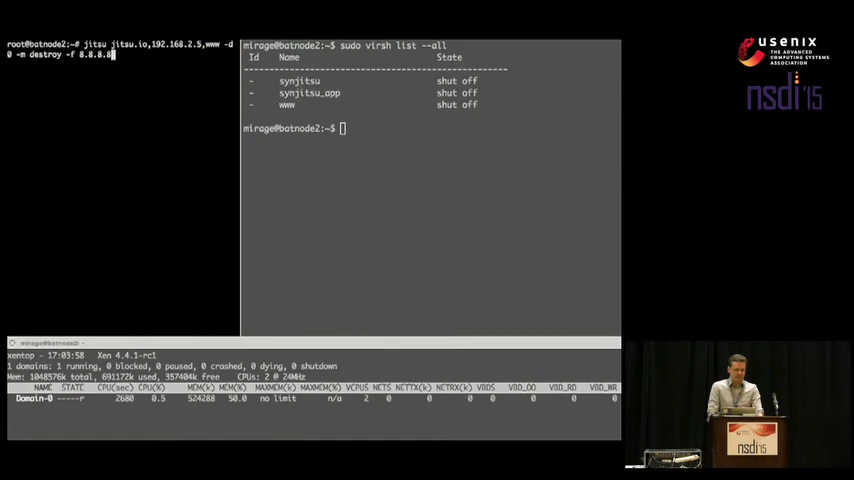 root@batnode2:~# jitsu jitsu.io,192.168.2.5,www -d
0 -m destroy -f 8.8.8.8
mirage@batnode2:~$ sudo virsh list --all
Id Name State
----------------------------------------------------
- synjitsu shut off
- synjitsu_app shut off
- www shut off
mirage@batnode2:~$
usenix
THE ADVANCED
COMPUTING SYSTEMS
ASSOCIATION
nsdi '15
mirage@batnode2: ~
xentop - 17:03:58 Xen 4.4.1-rc1
1 domains: 1 running, 0 blocked, 0 paused, 0 crashed, 0 dying, 0 shutdown
Mem: 1048576k total, 691172k used, 357404k free CPUs: 2 @ 24MHz
NAME STATE CPU(sec) CPU(%) MEM(k) MEM(%) MAXMEM(k) MAXMEM(%) VCPUS NETS NETTX(k) NETRX(k) VBDS VBD_OO VBD_RD VBD_WR
Domain-0 -----r 2680 0.5 524288 50.0 no limit n/a 2 0 0 0 0 0 0 0
nsdi '15